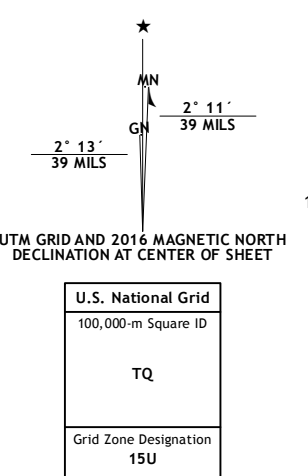 ★
MN
2° 11´
39 MILS
GN
2° 13´
39 MILS
UTM GRID AND 2016 MAGNETIC NORTH
DECLINATION AT CENTER OF SHEET
U.S. National Grid
100,000-m Square ID
TQ
Grid Zone Designation
15U